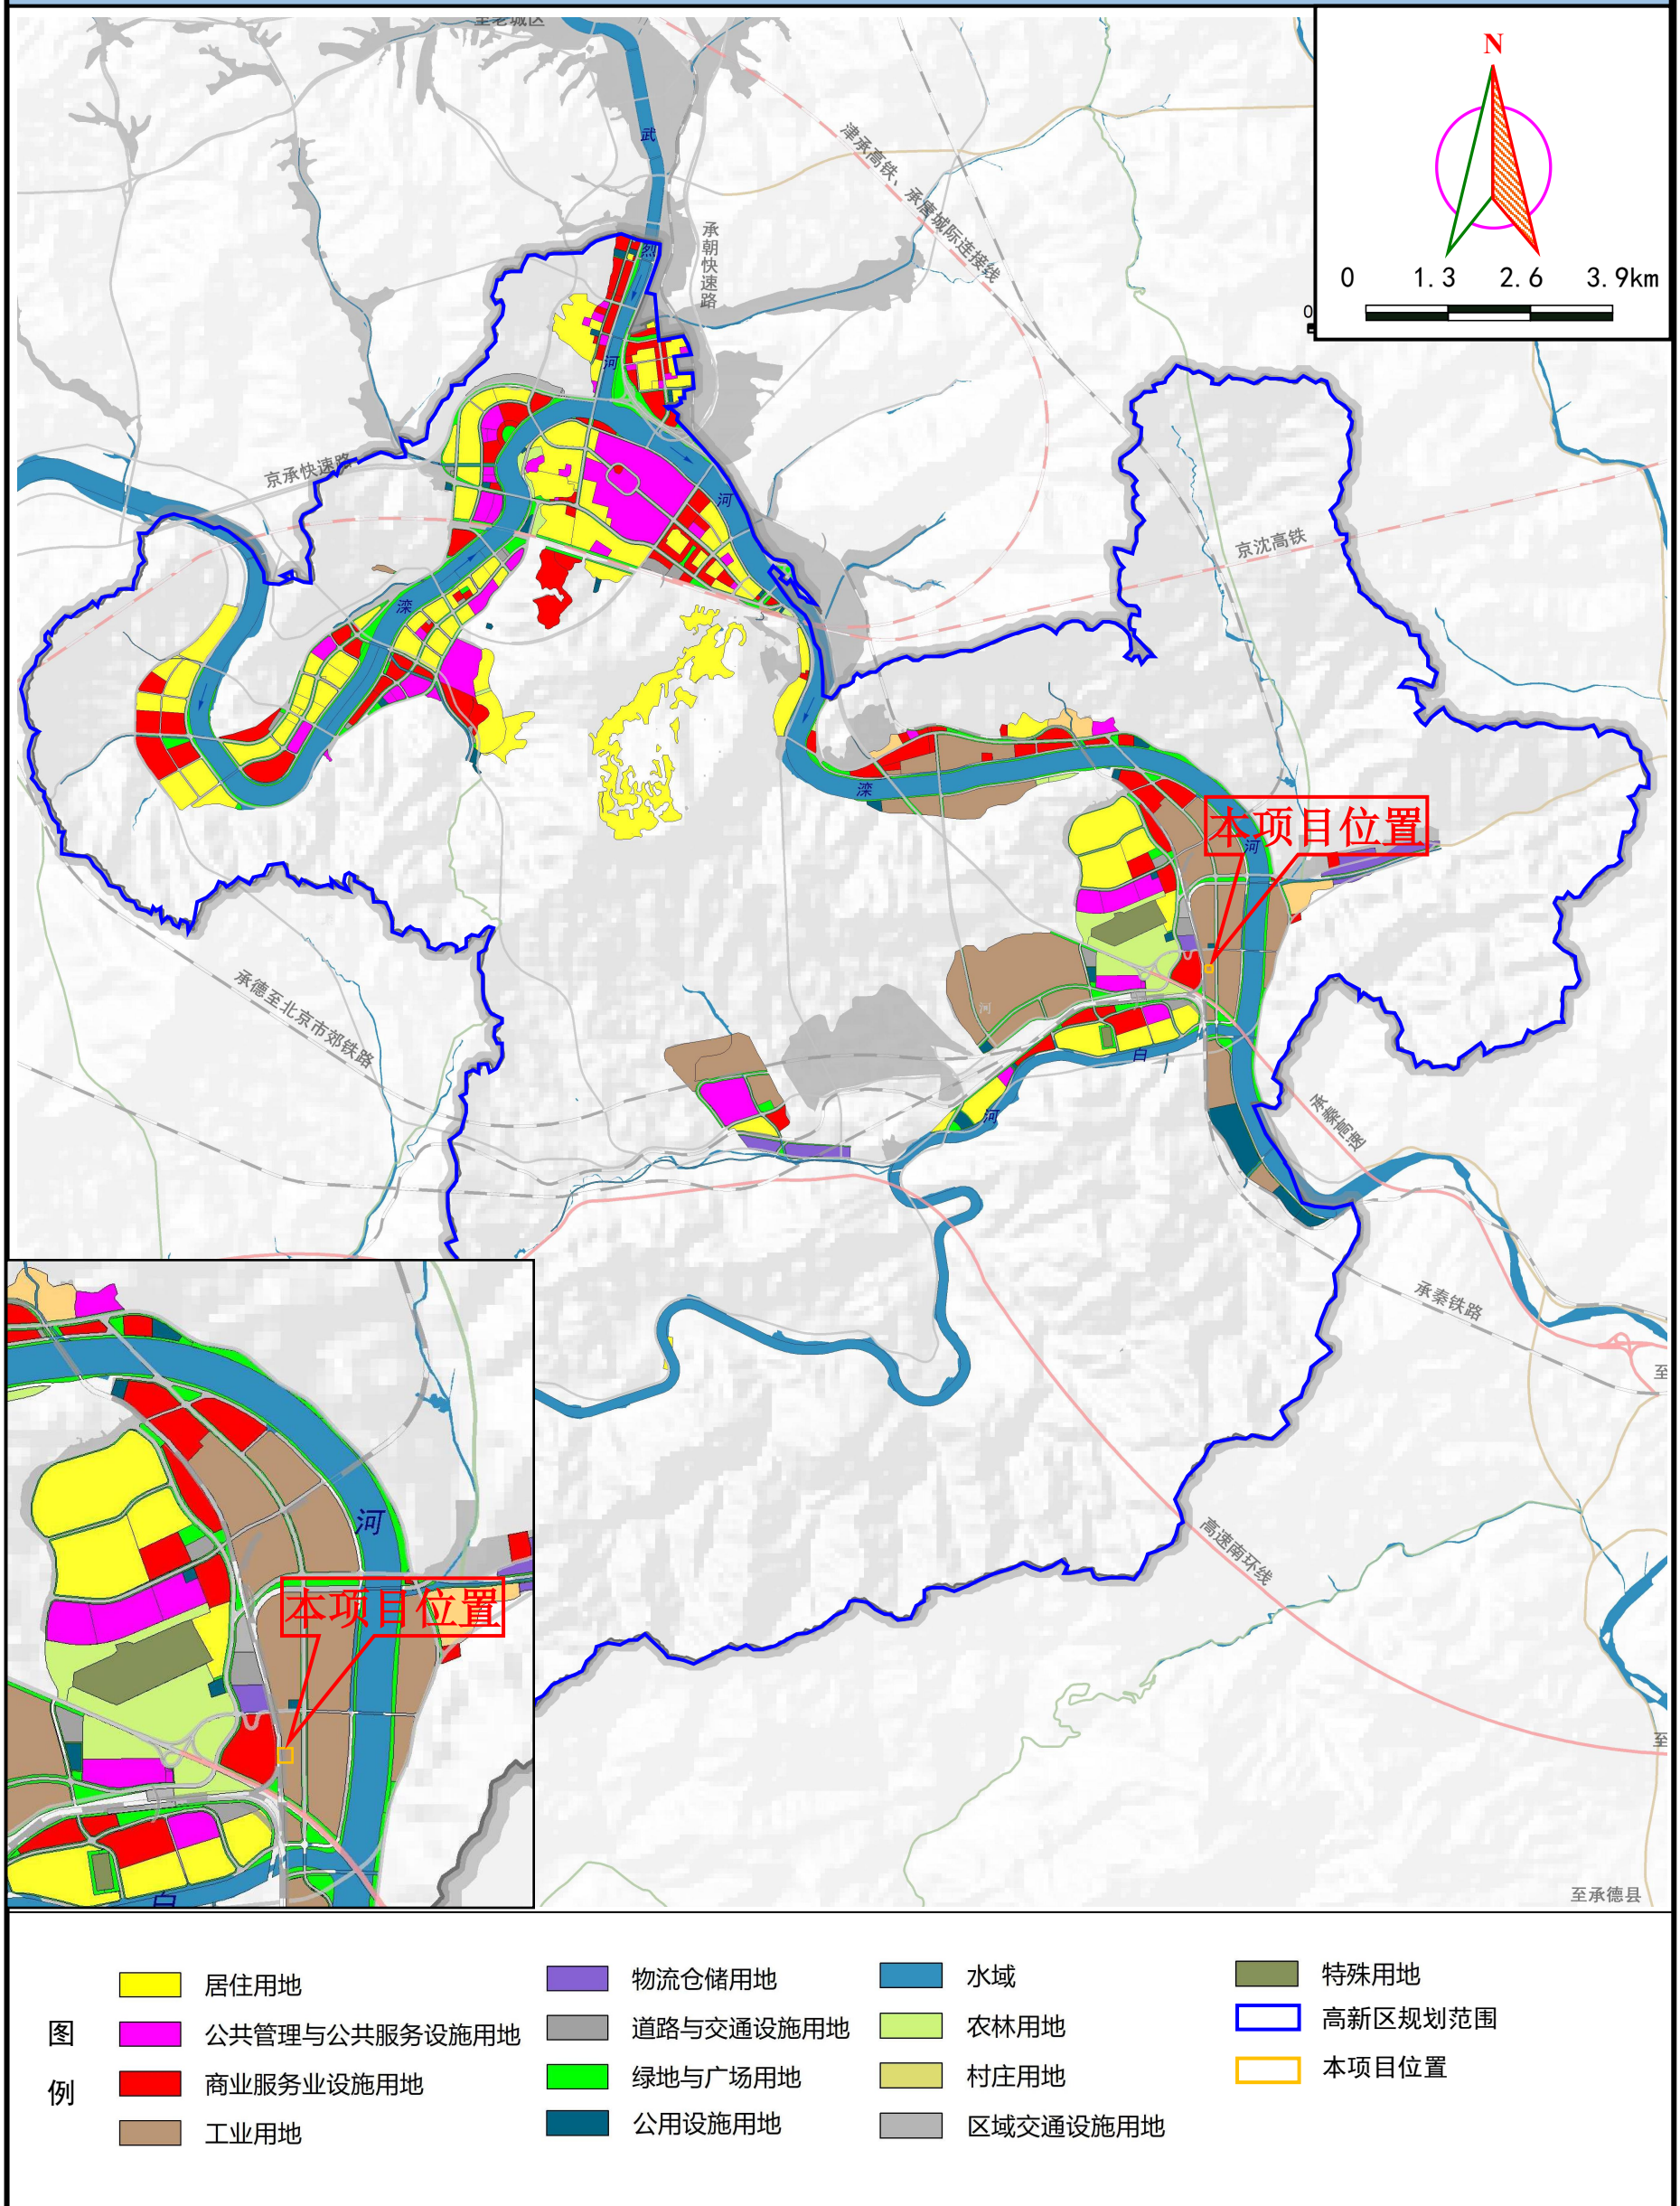 至老城区
N
0 1.3 2.6 3.9km
0
武
烈
河
津承高铁、承唐城际连接线
承朝快速路
京承快速路
河
京沈高铁
滦
滦
本项目位置
河
河
白
河
承德至北京市郊铁路
承秦高速
承秦铁路
至
高速南环线
至
至承德县
河
本项目位置
白
图例
居住用地
公共管理与公共服务设施用地
商业服务业设施用地
工业用地
物流仓储用地
道路与交通设施用地
绿地与广场用地
公用设施用地
水域
农林用地
村庄用地
区域交通设施用地
特殊用地
高新区规划范围
本项目位置